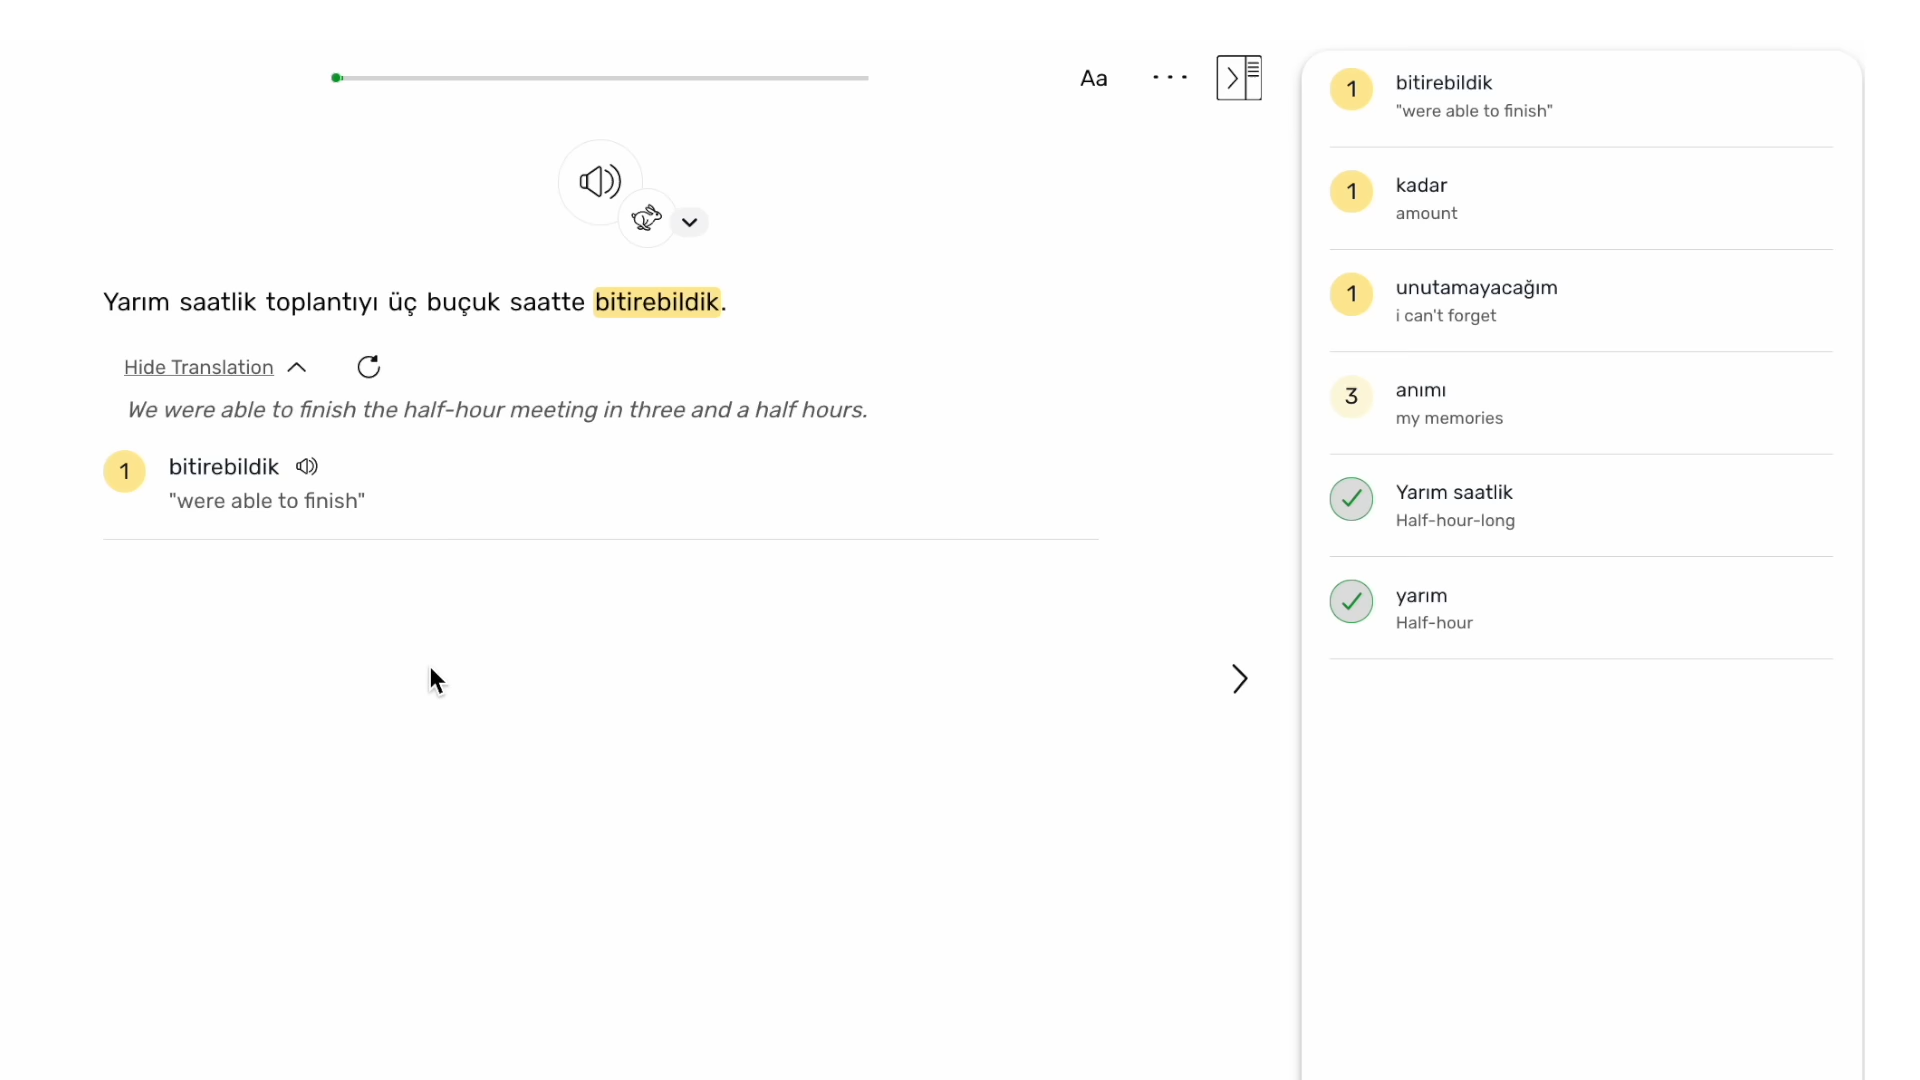 Aa
Yarım saatlik toplantıyı üç buçuk saatte bitirebildik.
Hide Translation
We were able to finish the half-hour meeting in three and a half hours.
1
bitirebildik
"were able to finish"
1
bitirebildik
"were able to finish"
1
kadar
amount
1
unutamayacağım
i can't forget
3
anımı
my memories
Yarım saatlik
Half-hour-long
yarım
Half-hour